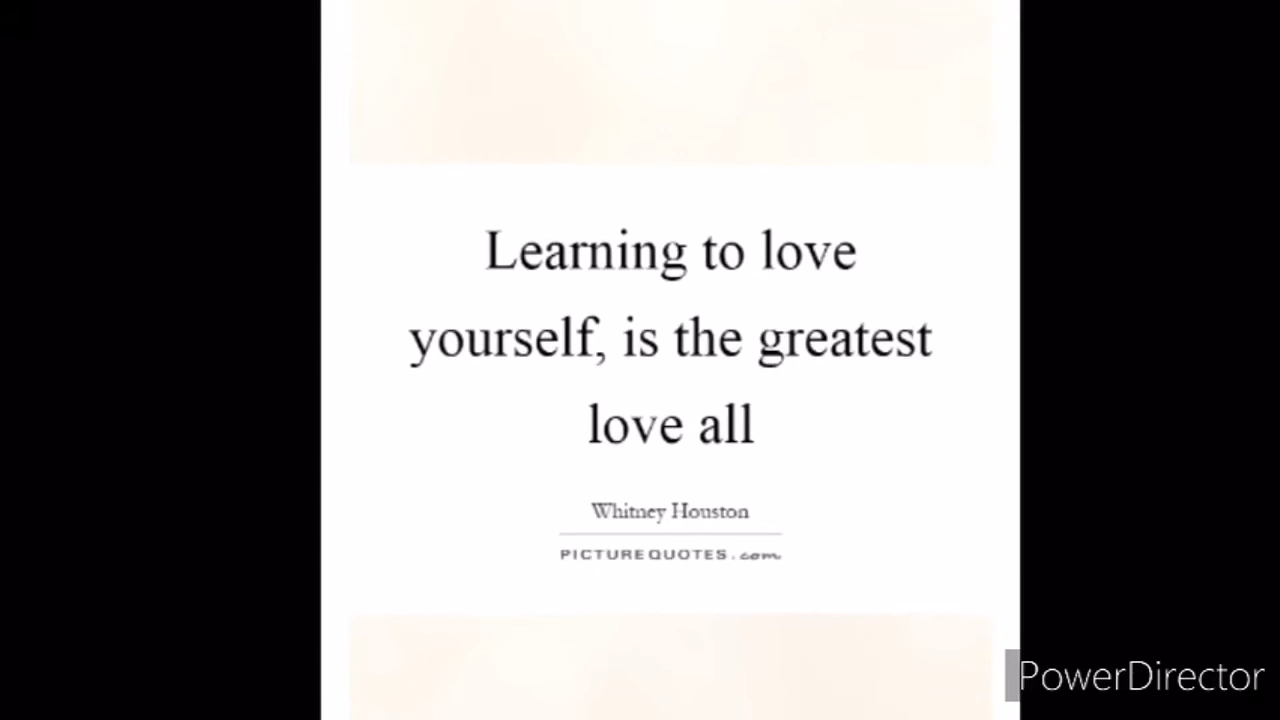 Learning to love
yourself, is the greatest
love all
Whitney Houston
PICTUREQUOTES.com
PowerDirector